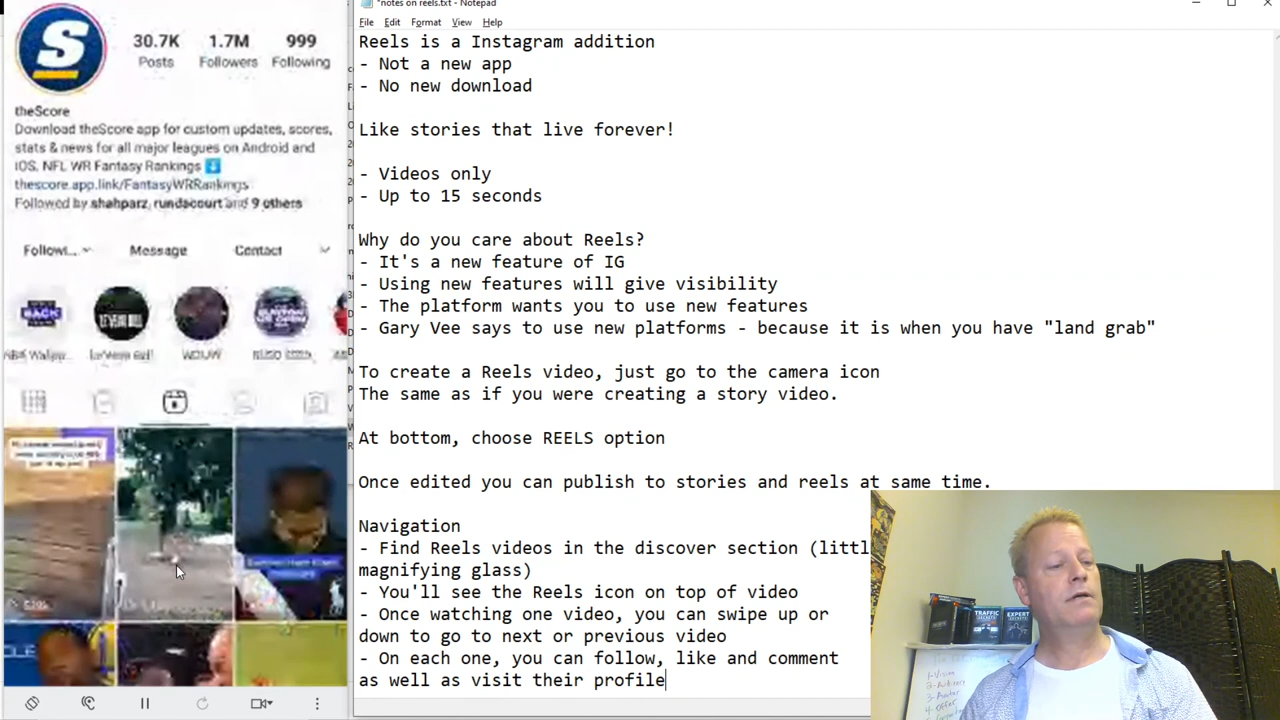 *notes on reels.txt - Notepad
File Edit Format View Help
S
30.7K 1.7M 999
Posts Followers Following
theScore
Download theScore app for custom updates, scores,
stats & news for all major leagues on Android and
iOS. NFL WR Fantasy Rankings
thescore.app.link/FantasyWRRankings
Followed by shahparz, rundacourt and 9 others
Followi... Message Contact
BACK
WDUW
Reels is a Instagram addition
- Not a new app
- No new download
Like stories that live forever!
- Videos only
- Up to 15 seconds
Why do you care about Reels?
- It's a new feature of IG
- Using new features will give visibility
- The platform wants you to use new features
- Gary Vee says to use new platforms - because it is when you have "land grab"
To create a Reels video, just go to the camera icon
The same as if you were creating a story video.
At bottom, choose REELS option
Once edited you can publish to stories and reels at same time.
Navigation
- Find Reels videos in the discover section (littl
magnifying glass)
- You'll see the Reels icon on top of video
- Once watching one video, you can swipe up or
down to go to next or previous video
- On each one, you can follow, like and comment
as well as visit their profile
TRAFFIC
SECRETS
EXPERT
SECRETS